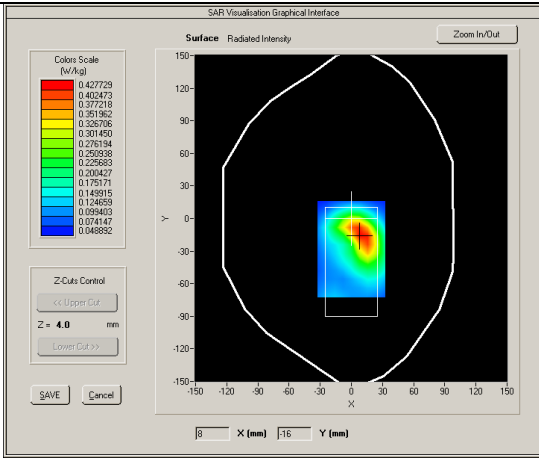 SAR Visualisation Graphical Interface
Surface Radiated Intensity
Zoom In/Out
Colors Scale
(W/kg)
0.427729
0.402473
0.377218
0.351962
0.326706
0.301450
0.276194
0.250938
0.225683
0.200427
0.175171
0.149915
0.124659
0.099403
0.074147
0.048892
Z-Cuts Control
<< Upper Cut
Z = 4.0 mm
Lower Cut >>
SAVE Cancel
150
120
90
60
30
0
-30
-60
-90
-120
-150
Y
-150 -120 -90 -60 -30 0 30 60 90 120 150
X
8 X (mm) -16 Y (mm)